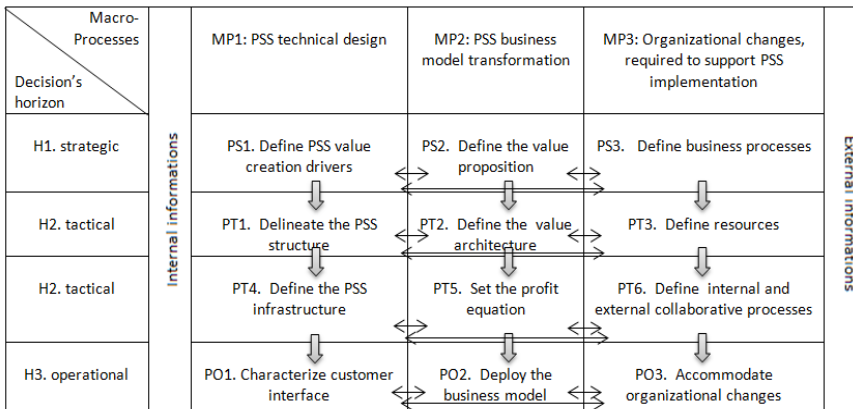 Macro-
Processes
Decision's
horizon
Internal informations
MP1: PSS technical design
MP2: PSS business
model transformation
MP3: Organizational changes,
required to support PSS
implementation
External informations
H1. strategic
PS1. Define PSS value
creation drivers
PS2. Define the value
proposition
PS3. Define business processes
H2. tactical
PT1. Delineate the PSS
structure
PT2. Define the value
architecture
PT3. Define resources
H2. tactical
PT4. Define the PSS
infrastructure
PT5. Set the profit
equation
PT6. Define internal and
external collaborative processes
H3. operational
PO1. Characterize customer
interface
PO2. Deploy the
business model
PO3. Accommodate
organizational changes